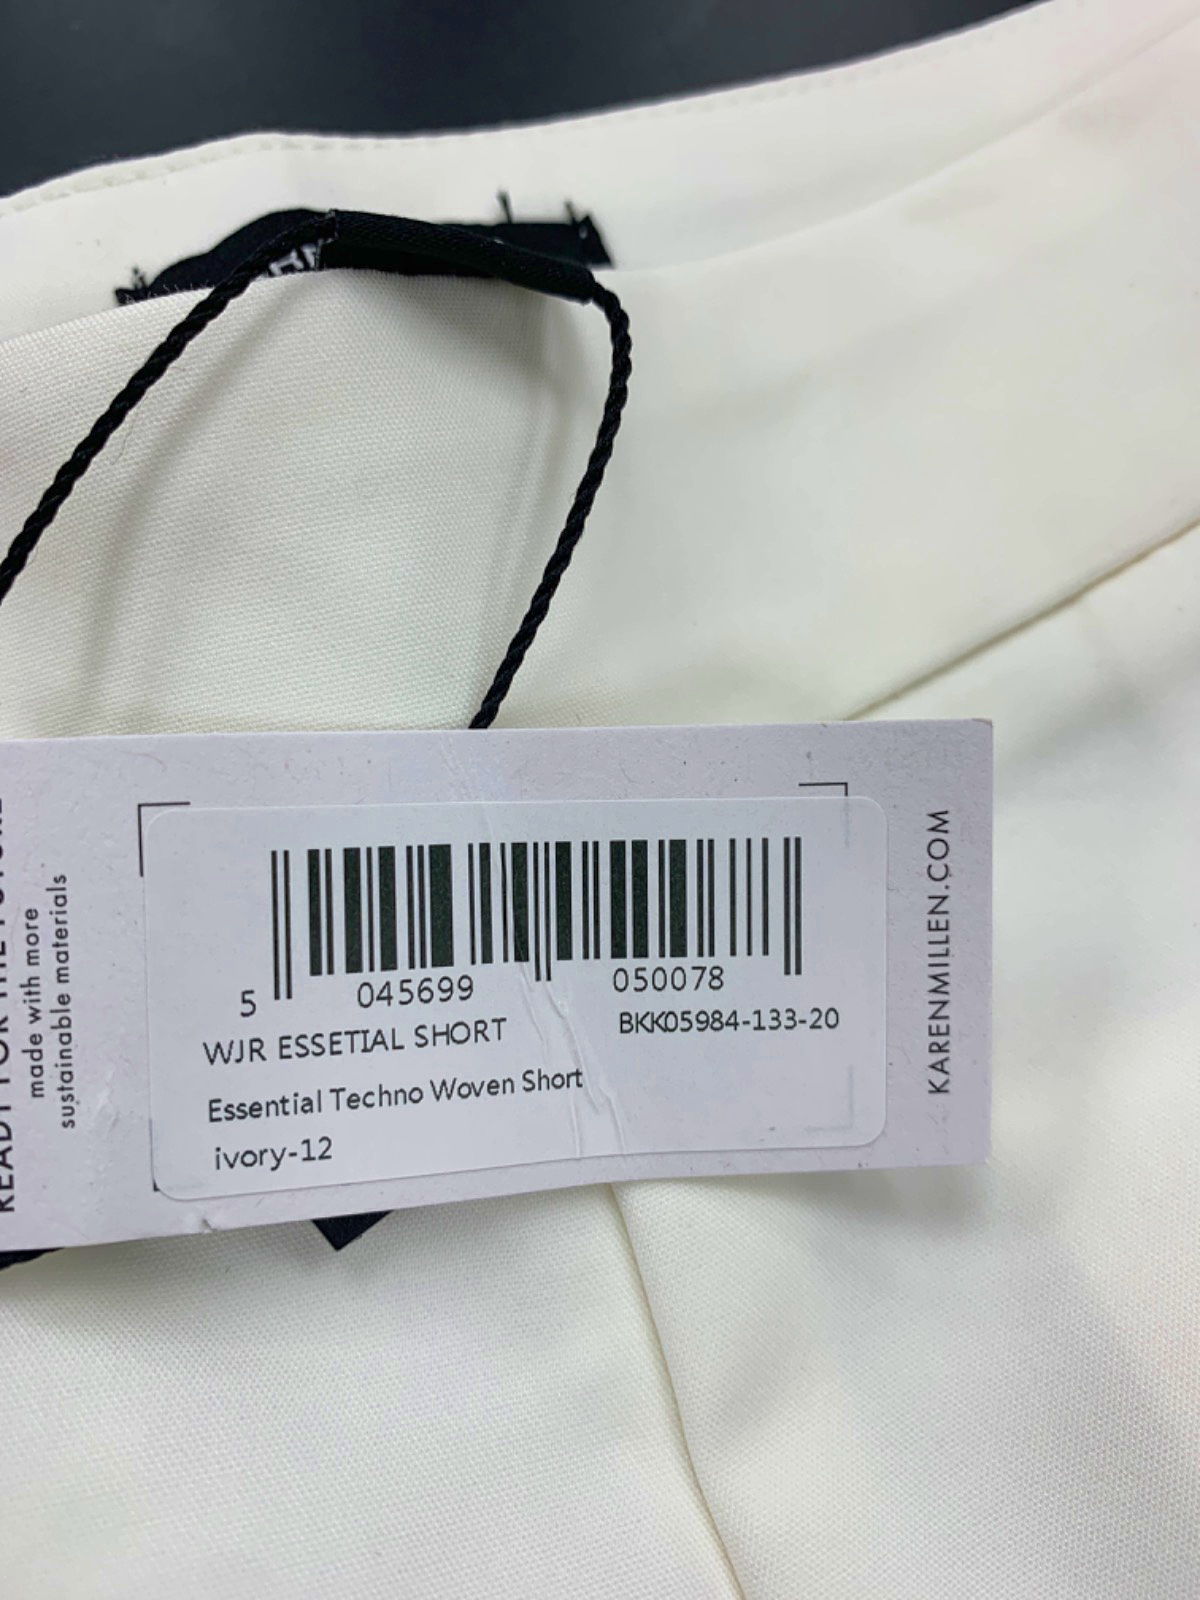 5 045699 050078
WJR ESSETIAL SHORT BKK05984-133-20
Essential Techno Woven Short
ivory-12
KARENMILLEN.COM
made with more
sustainable materials